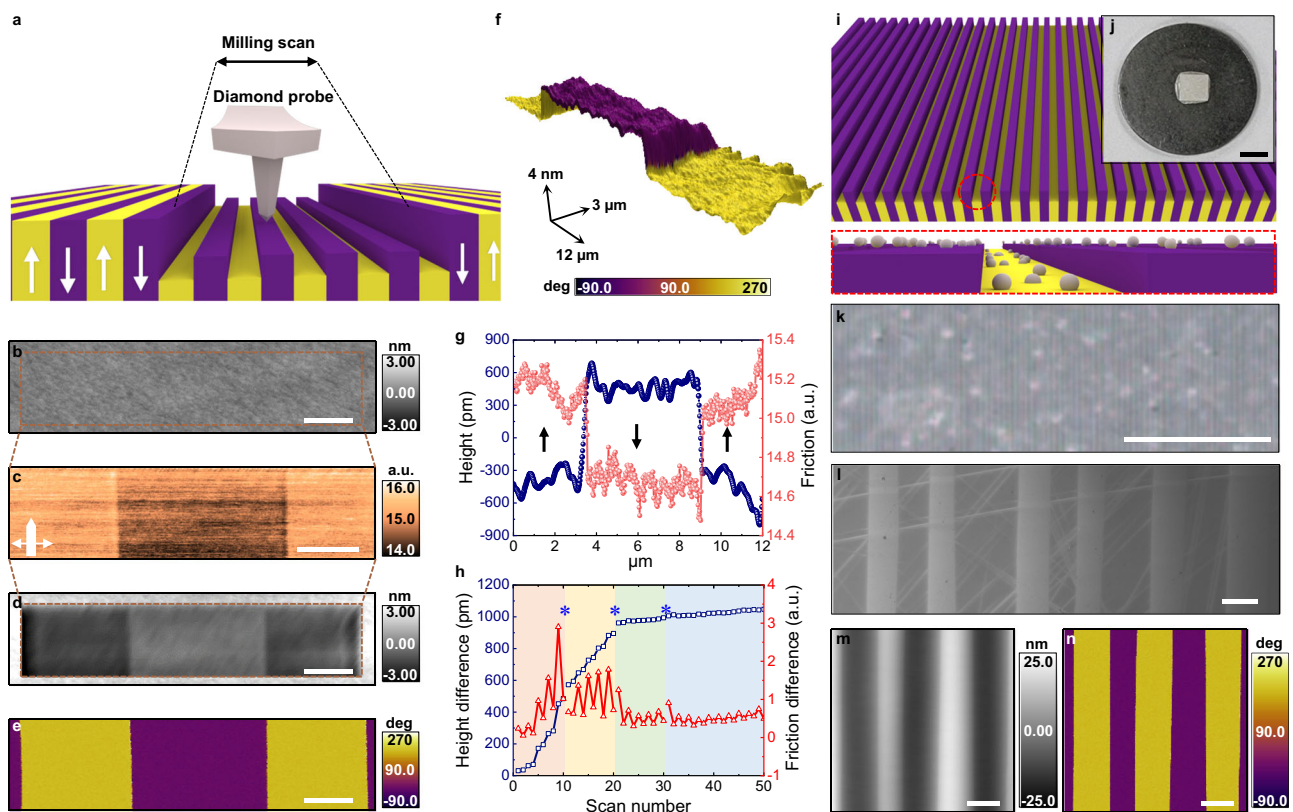 a
Milling scan
Diamond probe
f
4 nm
3 µm
12 µm
deg
-90.0
90.0
270
i
j
b
nm
3.00
0.00
-3.00
c
a.u.
16.0
15.0
14.0
d
nm
3.00
0.00
-3.00
e
deg
270
90.0
-90.0
g
Height (pm)
900
600
300
0
-300
-600
-900
15.4
15.2
15.0
14.8
14.6
14.4
Friction (a.u.)
0
2
4
6
8
10
12
µm
h
Height difference (pm)
1200
1000
800
600
400
200
0
* * *
4
3
2
1
0
-1
Friction difference (a.u.)
0
10
20
30
40
50
Scan number
k
l
m
nm
25.0
0.00
-25.0
n
deg
270
90.0
-90.0